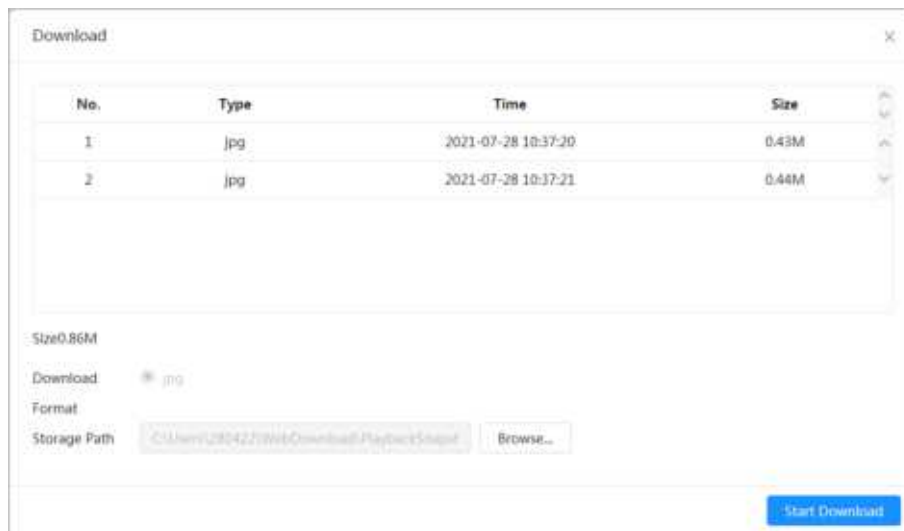 Download
No. Type Time Size
1 jpg 2021-07-28 10:37:20 0.43M
2 jpg 2021-07-28 10:37:21 0.44M
Size0.86M
Download jpg
Format
Storage Path Browse...
Start Download